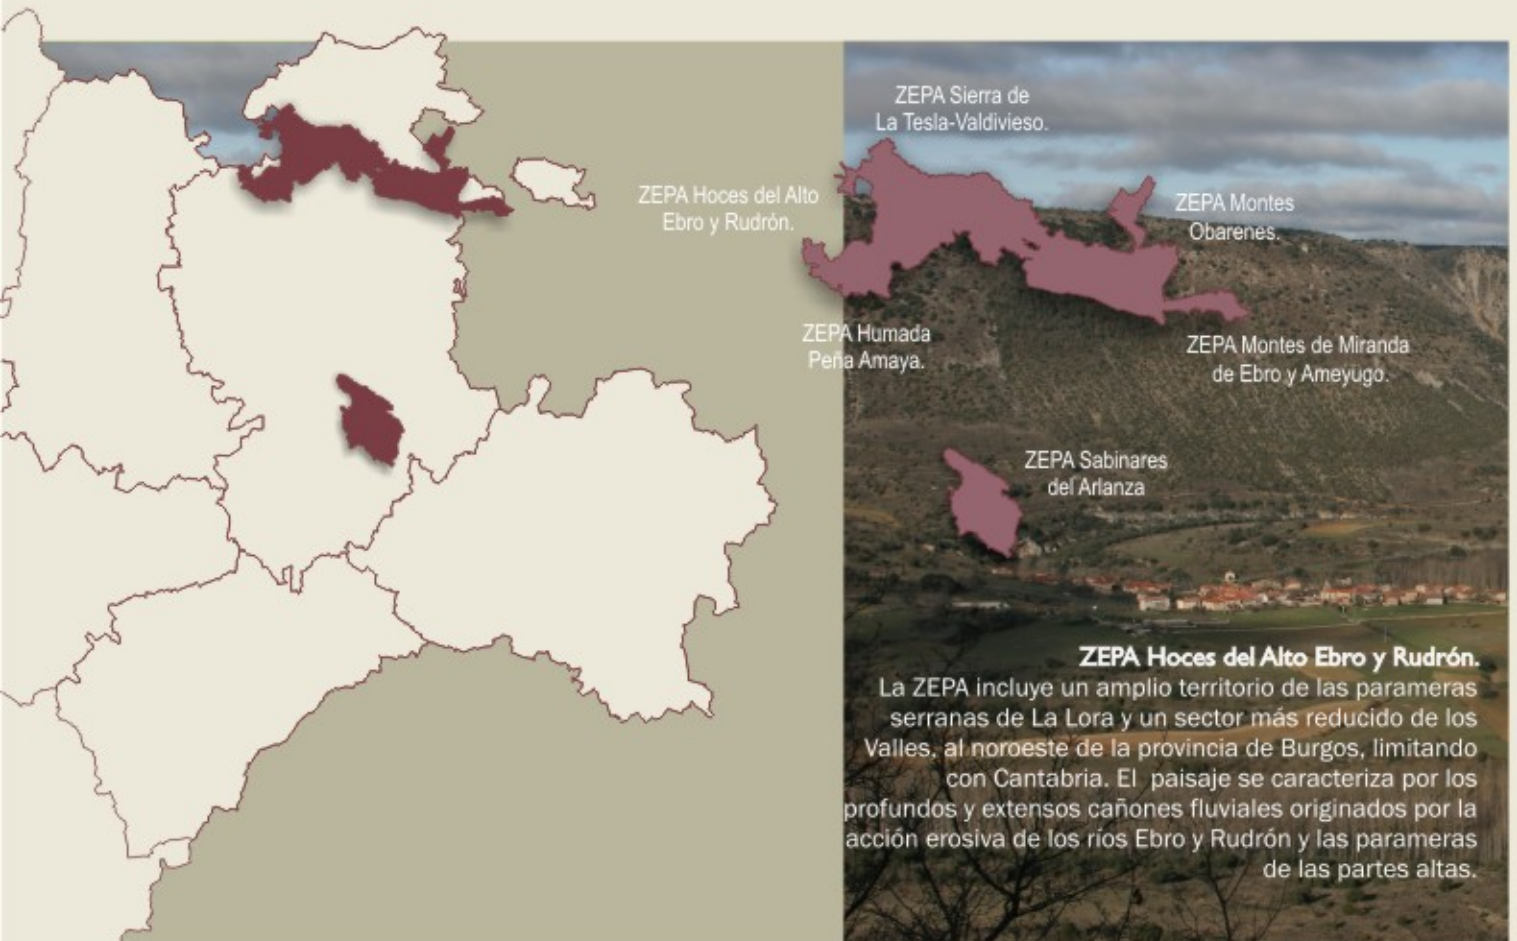 ZEPA Sierra de
La Tesla-Valdivieso.
ZEPA Hoces del Alto
Ebro y Rudrón.
ZEPA Montes
Obarenes.
ZEPA Humada
Peña Amaya.
ZEPA Montes de Miranda
de Ebro y Ameyugo.
ZEPA Sabinares
del Arlanza
ZEPA Hoces del Alto Ebro y Rudrón.
La ZEPA incluye un amplio territorio de las parameras
serranas de La Lora y un sector más reducido de los
Valles, al noroeste de la provincia de Burgos, limitando
con Cantabria. El paisaje se caracteriza por los
profundos y extensos cañones fluviales originados por la
acción erosiva de los ríos Ebro y Rudrón y las parameras
de las partes altas.